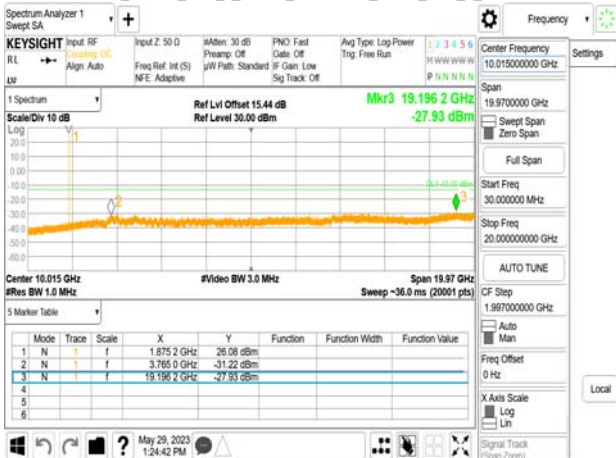 Spectrum Analyzer 1
Swept SA
Frequency
KEYSIGHT Input: RF
RL
Coupling: DC
Align: Auto
LXI
Input Z: 50 Ω
Freq Ref: Int (S)
NFE: Adaptive
#Atten: 30 dB
Preamp: Off
µW Path: Standard
PNO: Fast
Gate: Off
IF Gain: Low
Sig Track: Off
Avg Type: Log-Power
Trig: Free Run
1 2 3 4 5 6
M W W W W W
P N N N N N
Center Frequency
10.015000000 GHz
Settings
1 Spectrum
Scale/Div 10 dB
Ref Lvl Offset 15.44 dB
Ref Level 30.00 dBm
Mkr3 19.196 2 GHz
-27.93 dBm
Span
19.9700000 GHz
Swept Span
Zero Span
Full Span
Start Freq
30.000000 MHz
Stop Freq
20.000000000 GHz
AUTO TUNE
CF Step
1.997000000 GHz
Auto
Man
Freq Offset
0 Hz
X Axis Scale
Log
Lin
Signal Track
(Span Zoom)
Local
Log
20.0
10.0
0.00
-10.0
-20.0
-30.0
-40.0
-50.0
-60.0
1
2
3
Center 10.015 GHz
#Res BW 1.0 MHz
#Video BW 3.0 MHz
Span 19.97 GHz
Sweep ~36.0 ms (20001 pts)
5 Marker Table
Mode Trace Scale X Y Function Function Width Function Value
1 N 1 f 1.875 2 GHz 26.08 dBm
2 N 1 f 3.765 0 GHz -31.22 dBm
3 N 1 f 19.196 2 GHz -27.93 dBm
4
5
6
May 29, 2023
1:24:42 PM